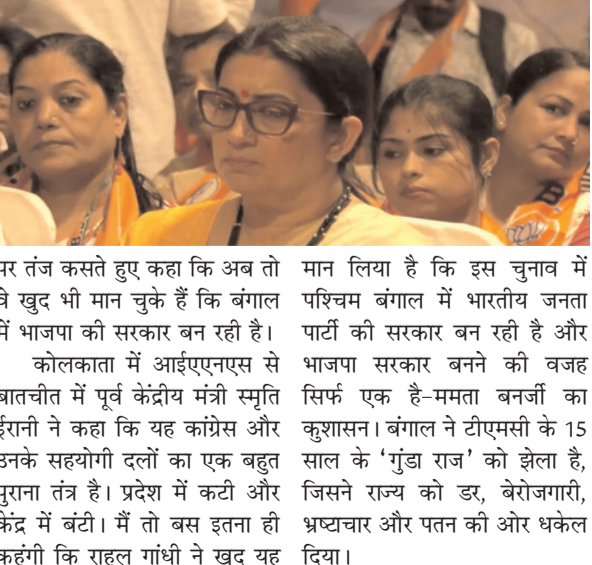 पर तंज कसते हुए कहा कि अब तो
वे खुद भी मान चुके हैं कि बंगाल
में भाजपा की सरकार बन रही है।
कोलकाता में आईएएनएस से
बातचीत में पूर्व केंद्रीय मंत्री स्मृति
ईरानी ने कहा कि यह कांग्रेस और
उनके सहयोगी दलों का एक बहुत
पुराना तंत्र है। प्रदेश में कटी और
केंद्र में बंटी। मैं तो बस इतना ही
कहूंगी कि राहुल गांधी ने खुद यह
मान लिया है कि इस चुनाव में
पश्चिम बंगाल में भारतीय जनता
पार्टी की सरकार बन रही है और
भाजपा सरकार बनने की वजह
सिर्फ एक है–ममता बनर्जी का
कुशासन। बंगाल ने टीएमसी के 15
साल के ‘गुंडा राज’ को झेला है,
जिसने राज्य को डर, बेरोजगारी,
भ्रष्टाचार और पतन की ओर धकेल
दिया।